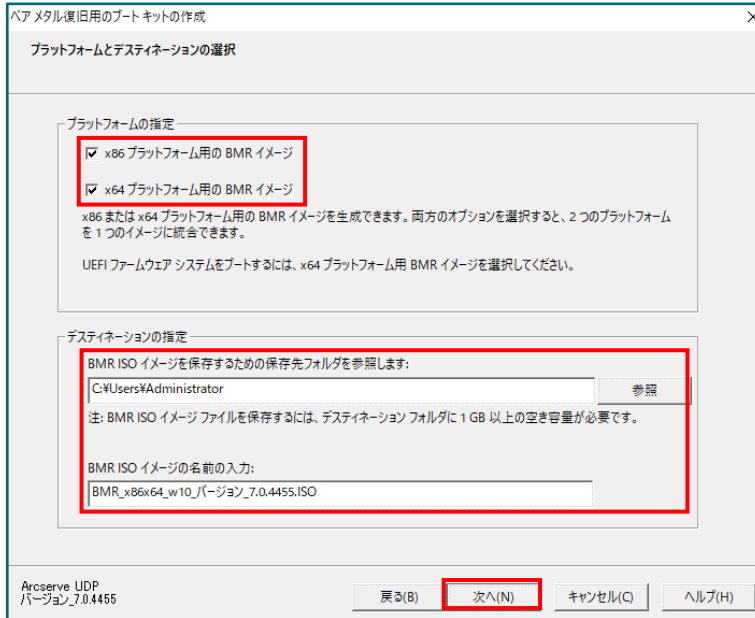 ベア メタル復旧用のブート キットの作成
プラットフォームとデスティネーションの選択
プラットフォームの指定
x86 プラットフォーム用の BMR イメージ
x64 プラットフォーム用の BMR イメージ
x86 または x64 プラットフォーム用の BMR イメージを生成できます。両方のオプションを選択すると、2 つのプラットフォーム
を 1 つのイメージに統合できます。
UEFI ファームウェア システムをブートするには、x64 プラットフォーム用 BMR イメージを選択してください。
デスティネーションの指定
BMR ISO イメージを保存するための保存先フォルダを参照します:
C:¥Users¥Administrator
参照
注: BMR ISO イメージ ファイルを保存するには、デスティネーション フォルダに 1 GB 以上の空き容量が必要です。
BMR ISO イメージの名前の入力:
BMR_x86x64_w10_バージョン_7.0.4455.ISO
Arcserve UDP
バージョン_7.0.4455
戻る(B)
次へ(N)
キャンセル(C)
ヘルプ(H)